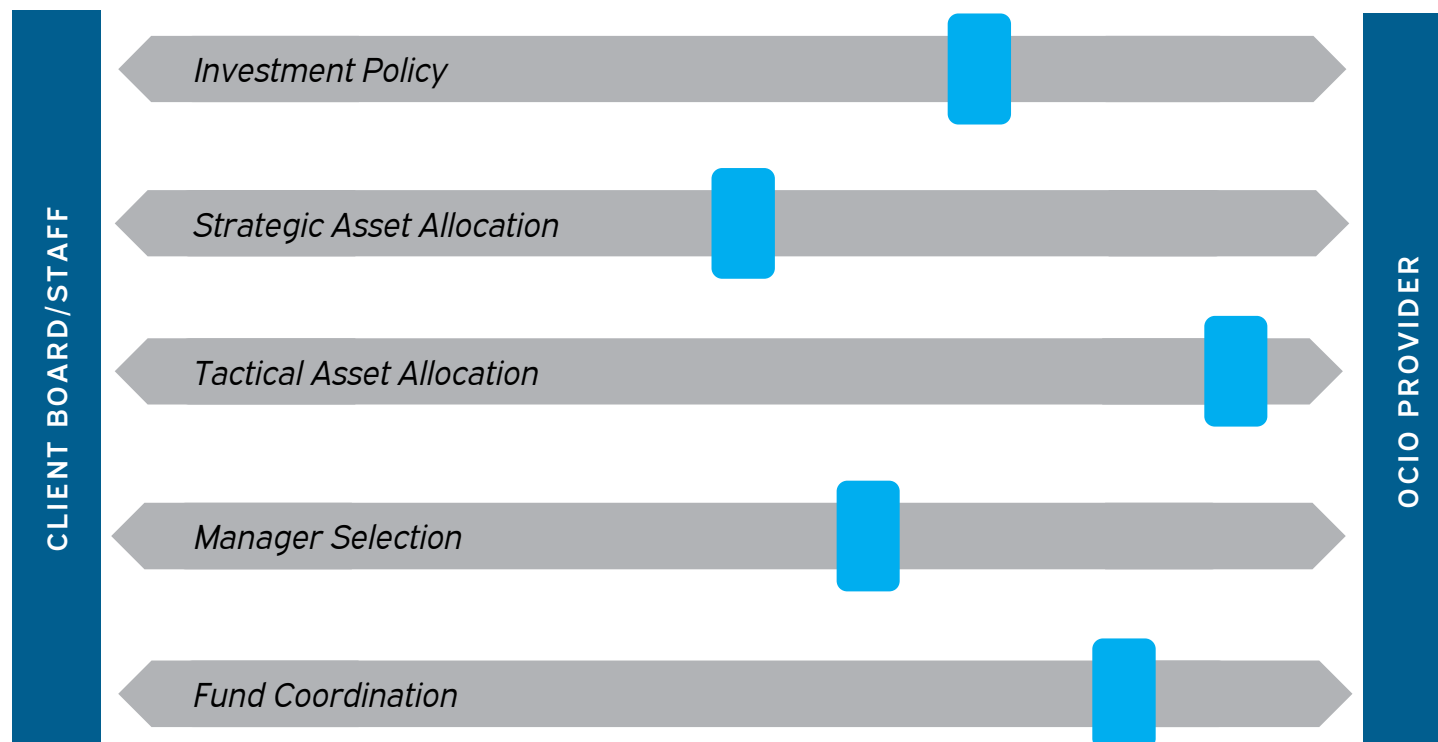 CLIENT BOARD/STAFF
Investment Policy
Strategic Asset Allocation
Tactical Asset Allocation
Manager Selection
Fund Coordination
OCIO PROVIDER